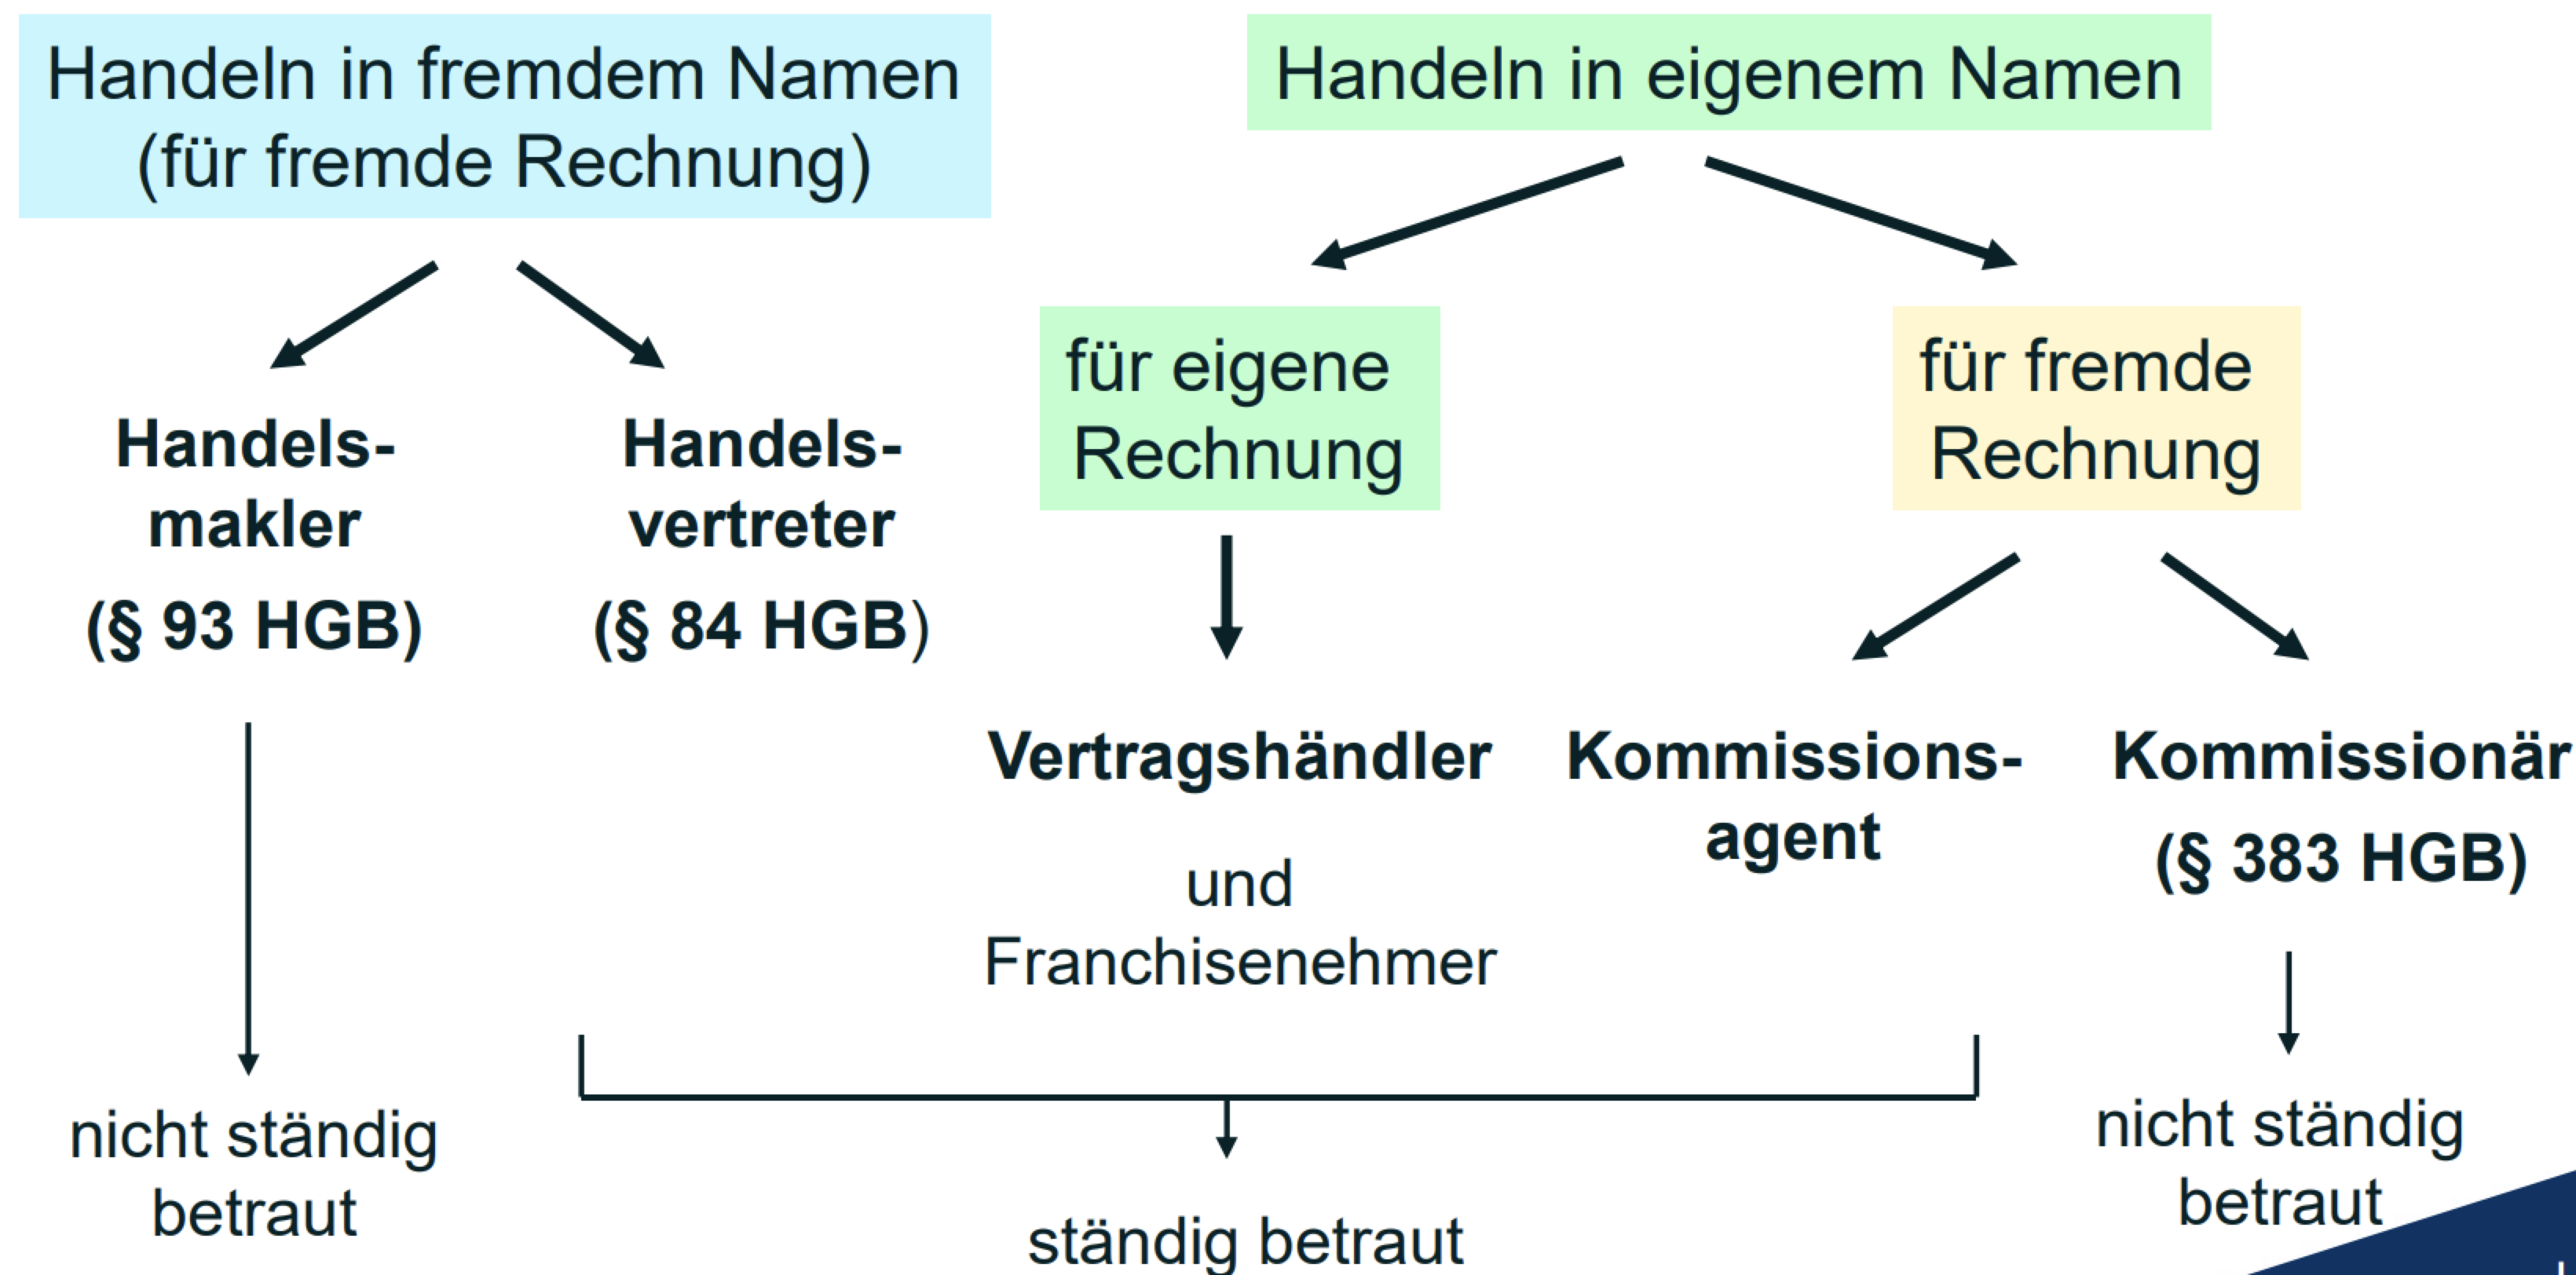 Handeln in fremdem Namen
(für fremde Rechnung)
Handeln in eigenem Namen
für eigene
Rechnung
für fremde
Rechnung
Handels-
makler
(§ 93 HGB)
Handels-
vertreter
(§ 84 HGB)
Vertragshändler
und
Franchisenehmer
Kommissions-
agent
Kommissionär
(§ 383 HGB)
nicht ständig
betraut
ständig betraut
nicht ständig
betraut